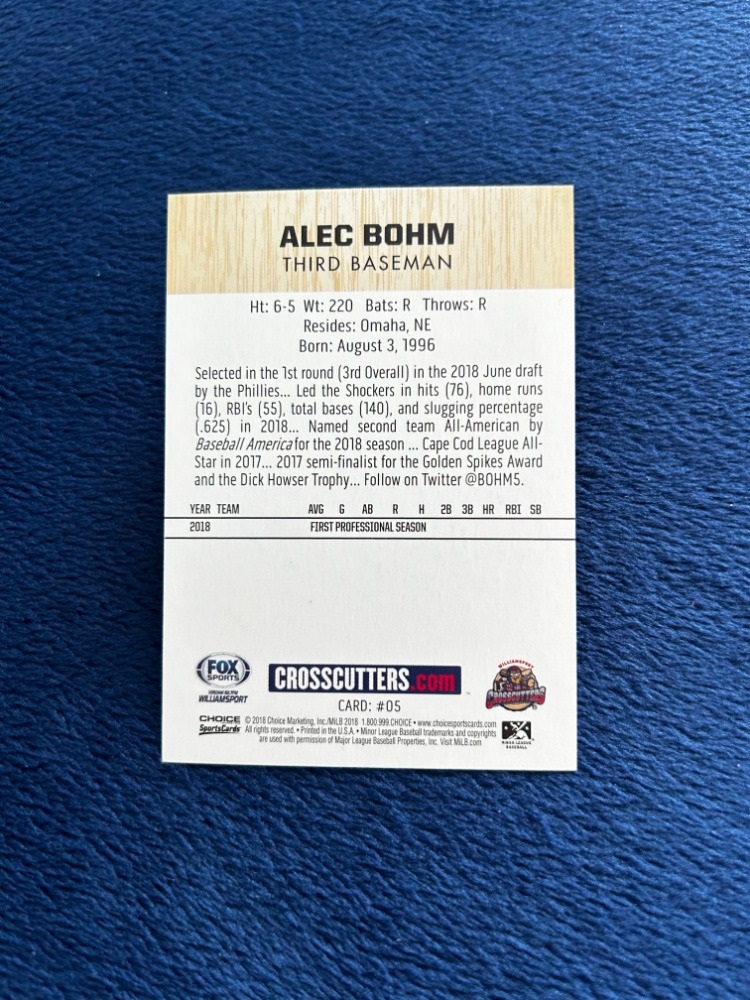 ALEC BOHM
THIRD BASEMAN
Ht: 6-5 Wt: 220 Bats: R Throws: R
Resides: Omaha, NE
Born: August 3, 1996
Selected in the 1st round (3rd Overall) in the 2018 June draft
by the Phillies... Led the Shockers in hits (76), home runs
(16), RBI's (55), total bases (140), and slugging percentage
(.625) in 2018... Named second team All-American by
Baseball America for the 2018 season ... Cape Cod League All-
Star in 2017... 2017 semi-finalist for the Golden Spikes Award
and the Dick Howser Trophy... Follow on Twitter @BOHM5.
YEAR TEAM AVG G AB R H 2B 3B HR RBI SB
2018 FIRST PROFESSIONAL SEASON
FOX
SPORTS
WILLIAMSPORT
CROSSCUTTERS.com
WILLIAMSPORT
CROSSCUTTERS
CARD: #05
CHOICE
SportsCards
© 2018 Choice Marketing, Inc./MiLB 2018 1.800.999.CHOICE • www.choicesportscards.com
All rights reserved. • Printed in the U.S.A. • Minor League Baseball trademarks and copyrights
are used with permission of Major League Baseball Properties, Inc. Visit MiLB.com
MINOR LEAGUE
BASEBALL